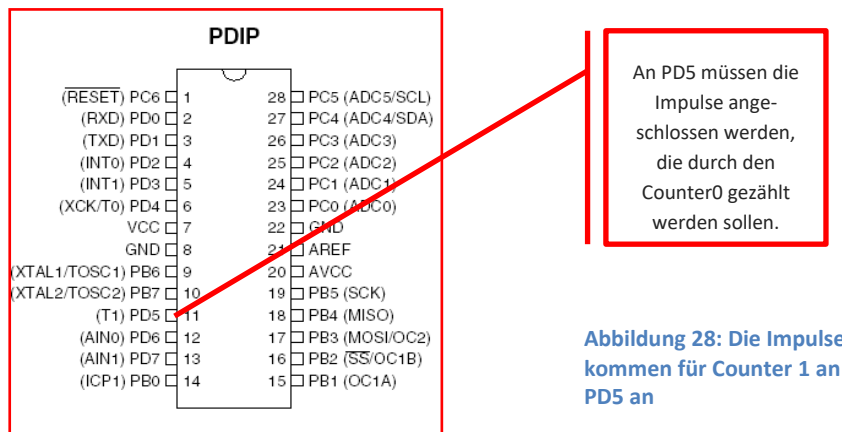 PDIP
(RESET) PC6 1 28 PC5 (ADC5/SCL)
(RXD) PD0 2 27 PC4 (ADC4/SDA)
(TXD) PD1 3 26 PC3 (ADC3)
(INT0) PD2 4 25 PC2 (ADC2)
(INT1) PD3 5 24 PC1 (ADC1)
(XCK/T0) PD4 6 23 PC0 (ADC0)
VCC 7 22 GND
GND 8 21 AREF
(XTAL1/TOSC1) PB6 9 20 AVCC
(XTAL2/TOSC2) PB7 10 19 PB5 (SCK)
(T1) PD5 11 18 PB4 (MISO)
(AIN0) PD6 12 17 PB3 (MOSI/OC2)
(AIN1) PD7 13 16 PB2 (SS/OC1B)
(ICP1) PB0 14 15 PB1 (OC1A)
An PD5 müssen die
Impulse ange-
schlossen werden,
die durch den
Counter0 gezählt
werden sollen.
Abbildung 28: Die Impulse
kommen für Counter 1 an
PD5 an